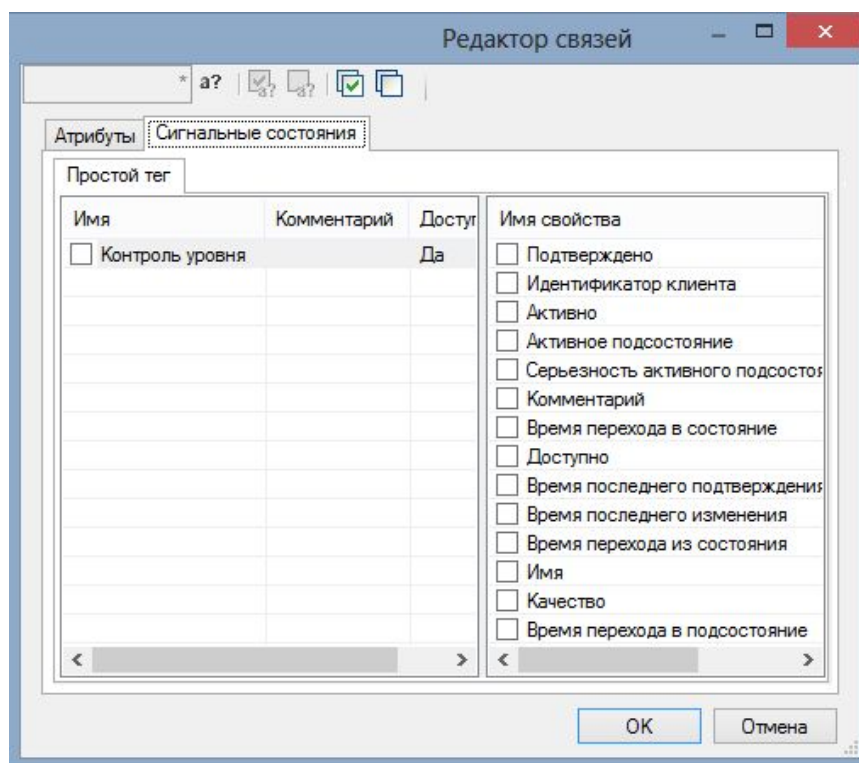 Редактор связей
* a?
a? a?
Атрибуты Сигнальные состояния
Простой тег
Имя Комментарий Доступ Имя свойства
Контроль уровня Да Подтверждено
Идентификатор клиента
Активно
Активное подсостояние
Серьезность активного подсостоя
Комментарий
Время перехода в состояние
Доступно
Время последнего подтверждения
Время последнего изменения
Время перехода из состояния
Имя
Качество
Время перехода в подсостояние
OK Отмена